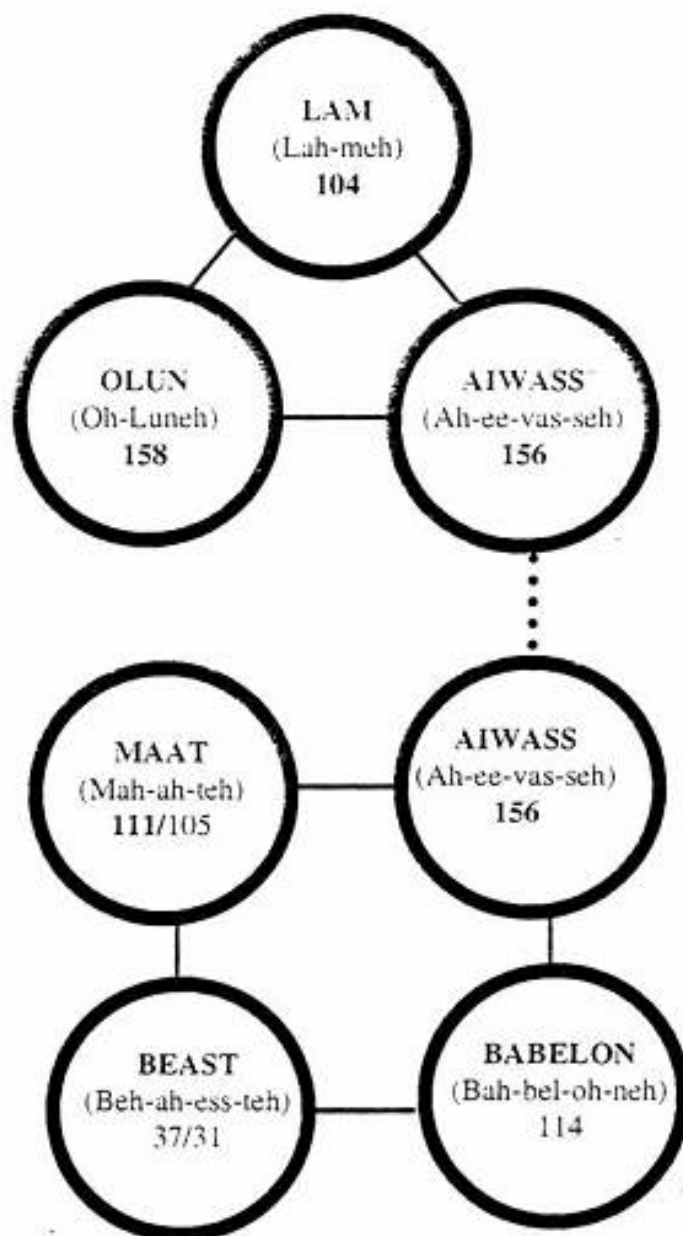 LAM
(Lah-meh)
104
OLUN
(Oh-Luneh)
158
AIWASS
(Ah-ee-vas-seh)
156
MAAT
(Mah-ah-teh)
111/105
AIWASS
(Ah-ee-vas-seh)
156
BEAST
(Beh-ah-ess-teh)
37/31
BABELON
(Bah-bel-oh-neh)
114